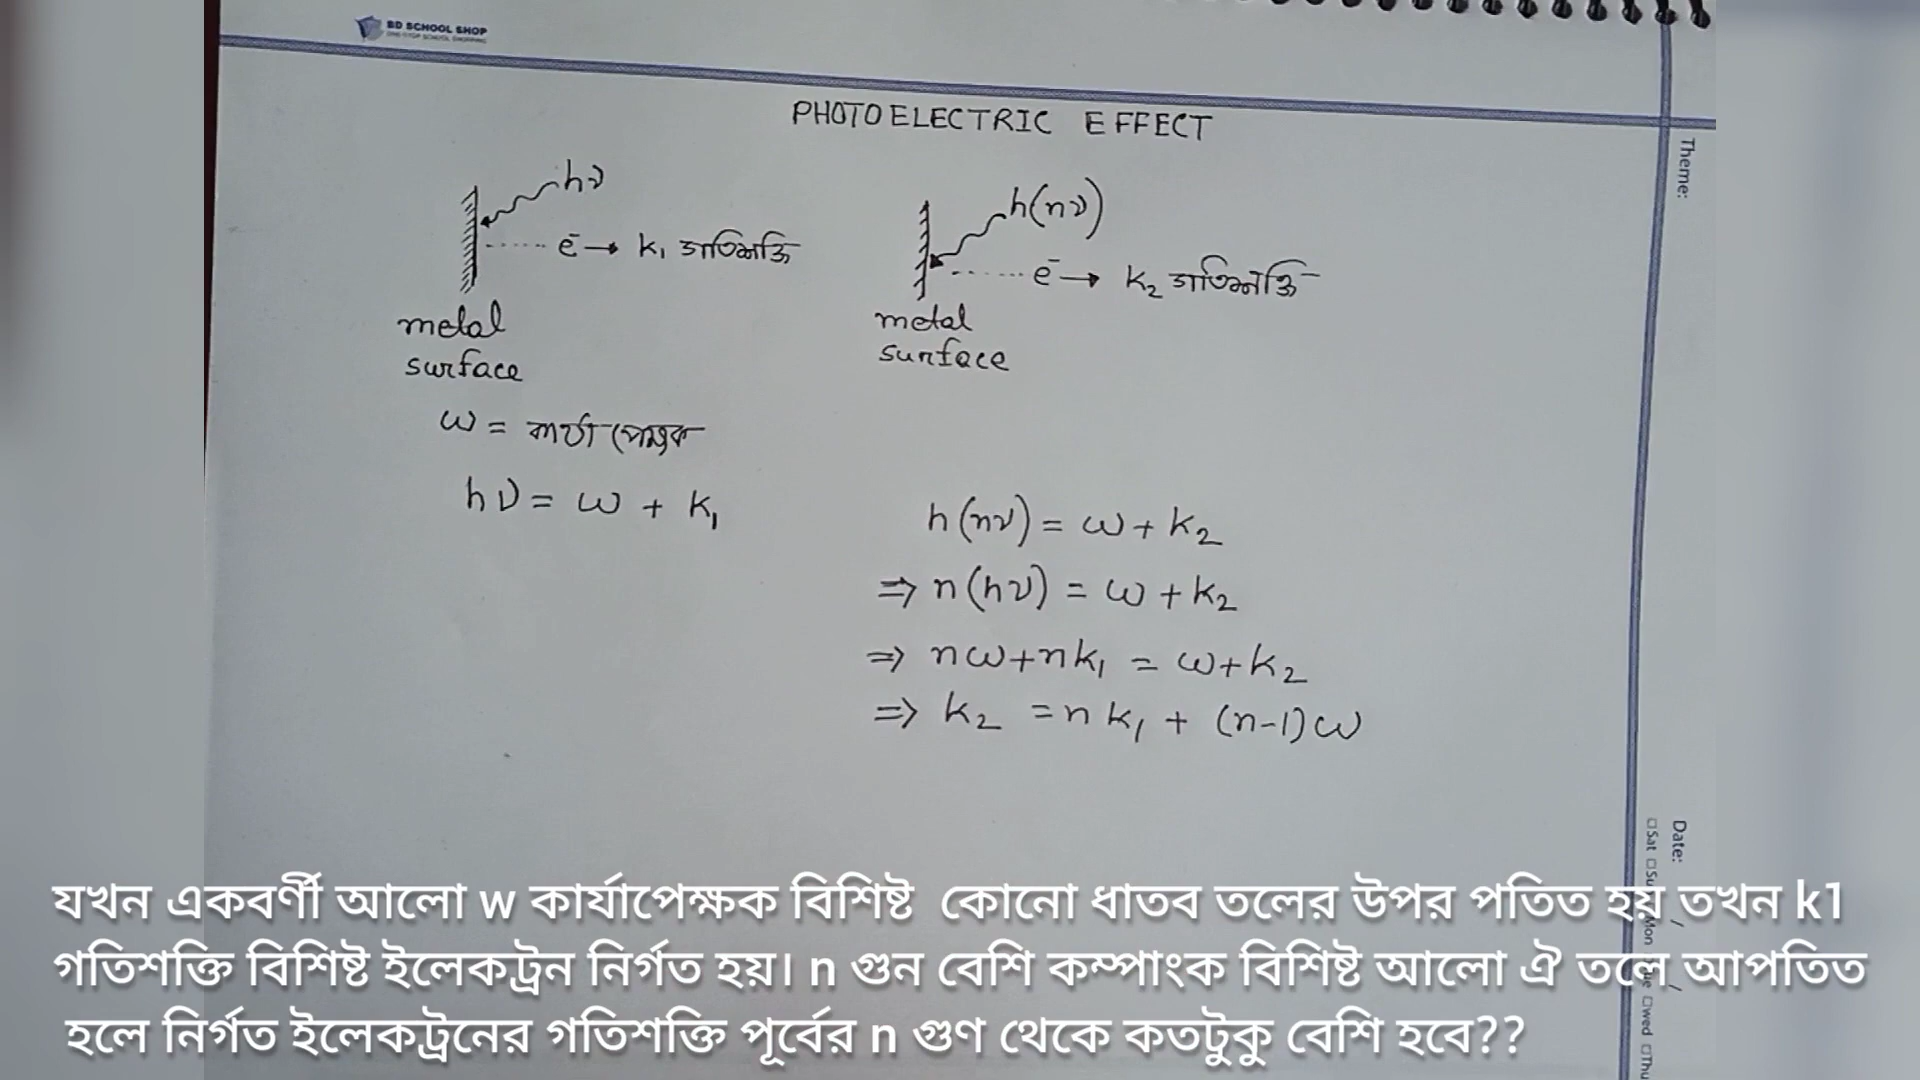 BD SCHOOL SHOP
PHOTOELECTRIC EFFECT
Theme:
hν
e⁻ → k₁ গতিশক্তি
metal
surface
h(nν)
e⁻ → k₂ গতিশক্তি
metal
surface
ω = কার্যাপেক্ষক
hν = ω + k₁
h(nν) = ω + k₂
⇒ n(hν) = ω + k₂
⇒ nω + nk₁ = ω + k₂
⇒ k₂ = nk₁ + (n-1)ω
Date: / /
Sat Mon Wed
যখন একবর্ণী আলো w কার্যাপেক্ষক বিশিষ্ট কোনো ধাতব তলের উপর পতিত হয় তখন k1
গতিশক্তি বিশিষ্ট ইলেকট্রন নির্গত হয়। n গুন বেশি কম্পাংক বিশিষ্ট আলো ঐ তলে আপতিত
হলে নির্গত ইলেকট্রনের গতিশক্তি পূর্বের n গুণ থেকে কতটুকু বেশি হবে??